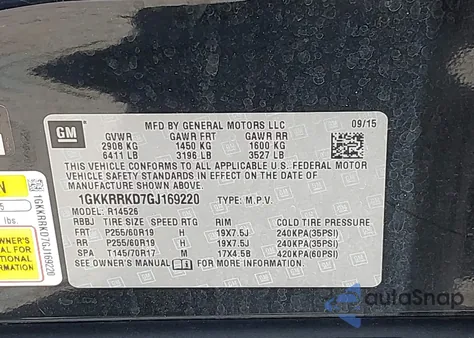 GM
MFD BY GENERAL MOTORS LLC
09/15
GVWR GAWR FRT GAWR RR
2908 KG 1450 KG 1600 KG
6411 LB 3196 LB 3527 LB
THIS VEHICLE CONFORMS TO ALL APPLICABLE U.S. FEDERAL MOTOR
VEHICLE SAFETY STANDARDS IN EFFECT ON THE DATE OF
MANUFACTURE SHOWN ABOVE.
1GKKRRKD7GJ169220 TYPE: M.P.V.
MODEL: R14526
RBBJ TIRE SIZE SPEED RTG RIM COLD TIRE PRESSURE
FRT P255/60R19 H 19X7.5J 240KPA(35PSI)
RR P255/60R19 H 19X7.5J 240KPA(35PSI)
SPA T145/70R17 M 17X4.5B 420KPA(60PSI)
SEE OWNER'S MANUAL FOR MORE INFORMATION.
lbs.
OWNER'S
1GKKRRKD7GJ169220
autoSnap